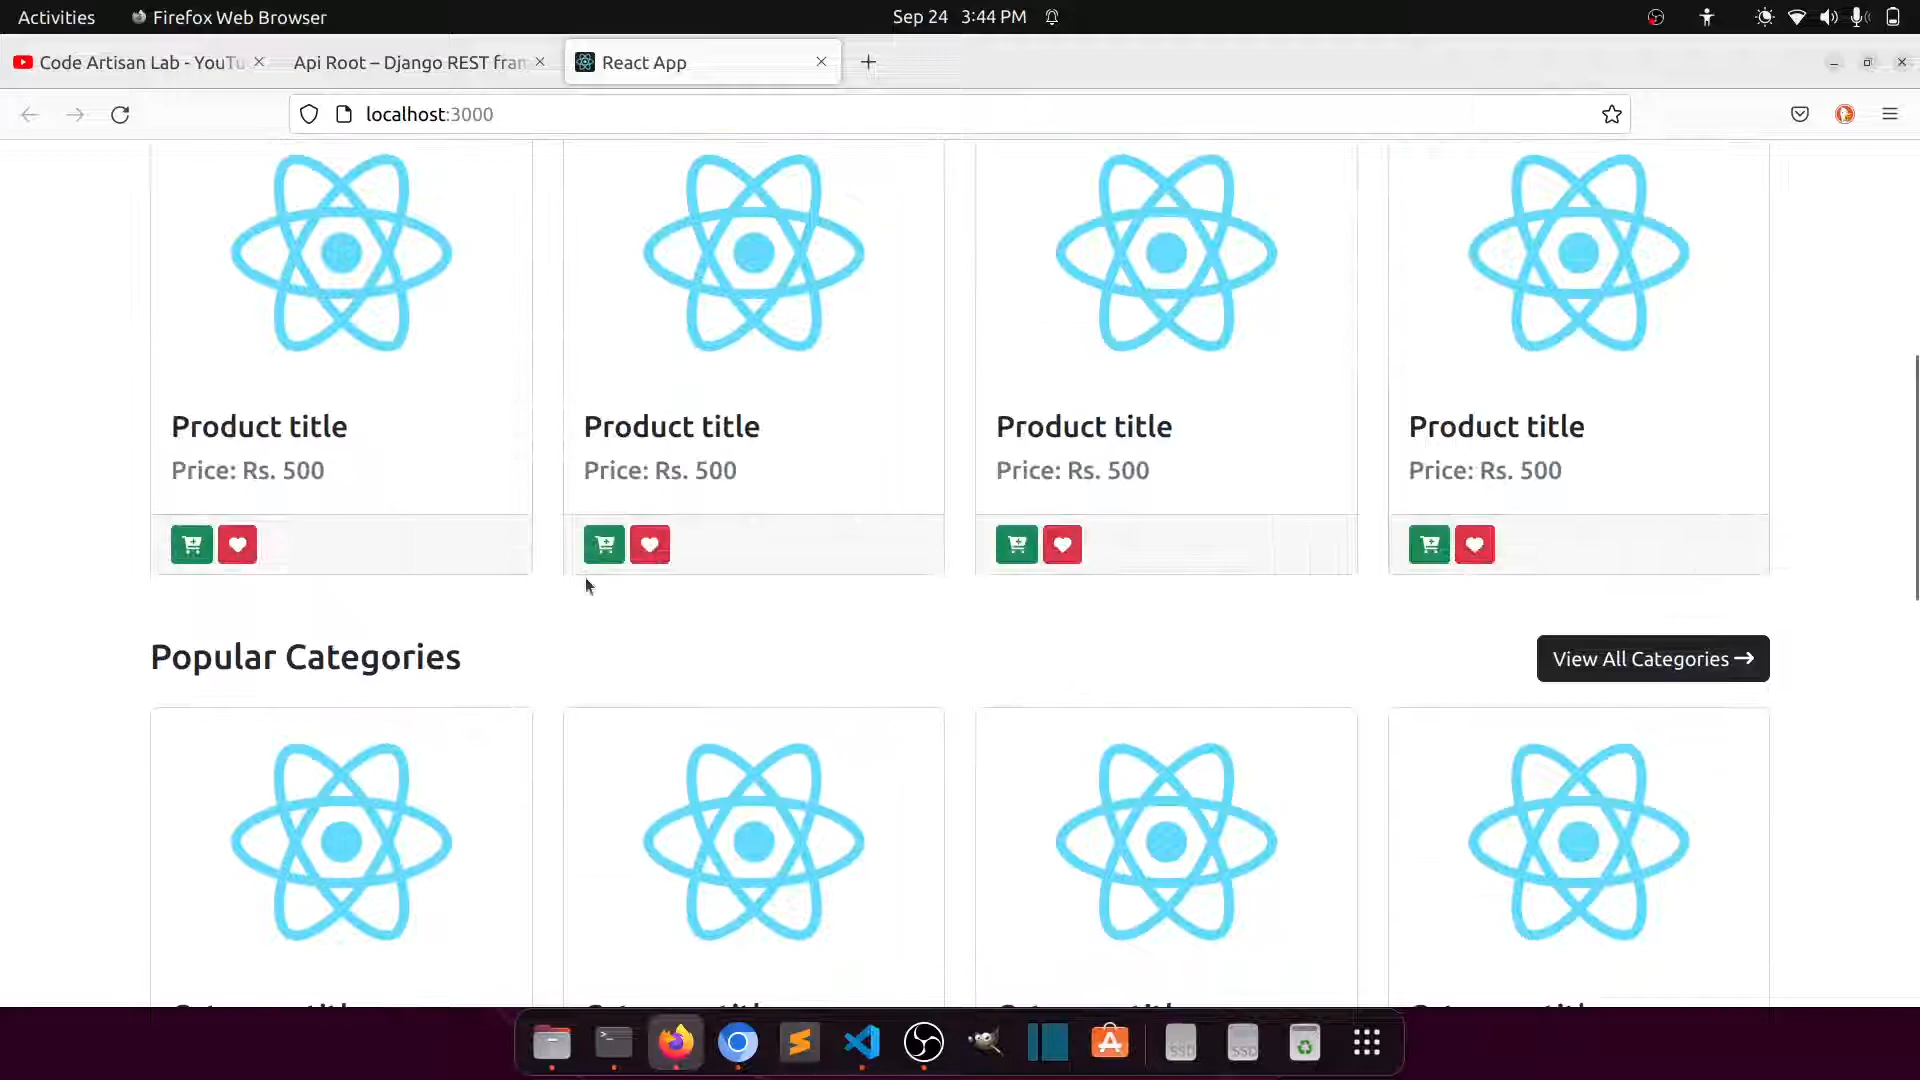 Activities Firefox Web Browser Sep 24 3:44 PM
Code Artisan Lab - YouTu Api Root – Django REST fran React App
localhost:3000
Product title Product title Product title Product title
Price: Rs. 500 Price: Rs. 500 Price: Rs. 500 Price: Rs. 500
Popular Categories View All Categories
SSD SSD